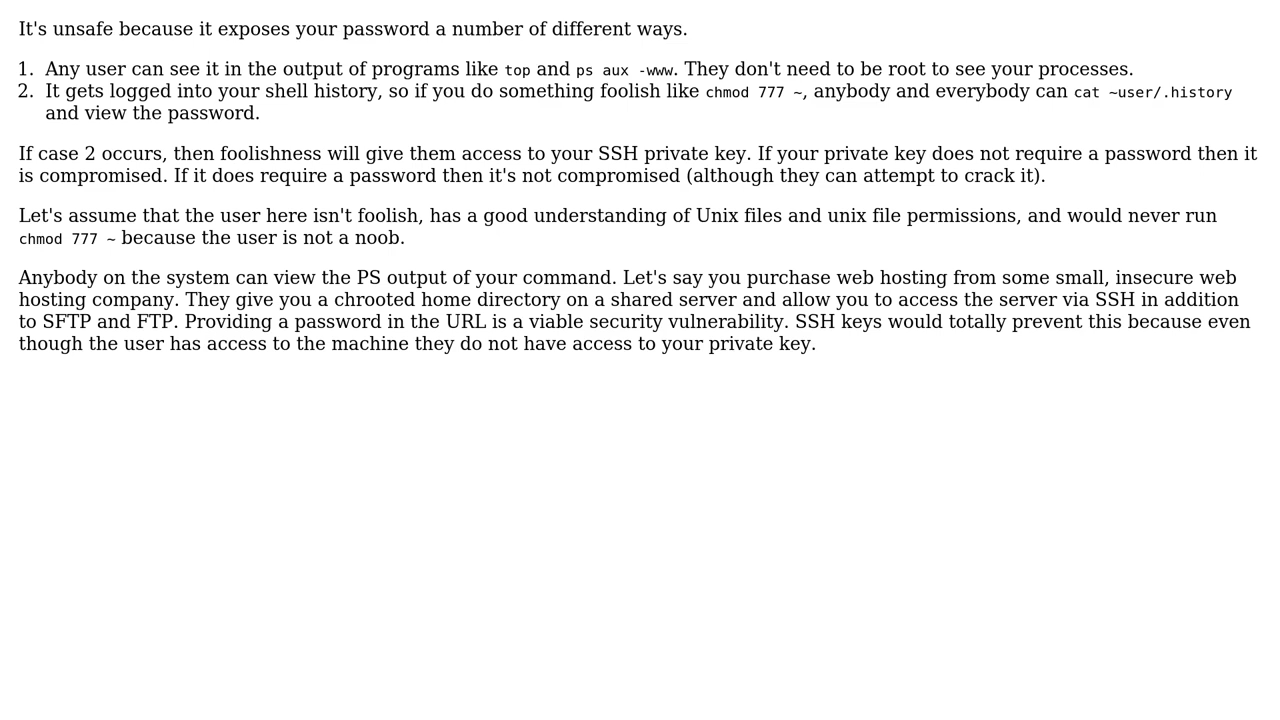 It's unsafe because it exposes your password a number of different ways.
1. Any user can see it in the output of programs like top and ps aux -www. They don't need to be root to see your processes.
2. It gets logged into your shell history, so if you do something foolish like chmod 777 ~, anybody and everybody can cat ~user/.history
and view the password.
If case 2 occurs, then foolishness will give them access to your SSH private key. If your private key does not require a password then it
is compromised. If it does require a password then it's not compromised (although they can attempt to crack it).
Let's assume that the user here isn't foolish, has a good understanding of Unix files and unix file permissions, and would never run
chmod 777 ~ because the user is not a noob.
Anybody on the system can view the PS output of your command. Let's say you purchase web hosting from some small, insecure web
hosting company. They give you a chrooted home directory on a shared server and allow you to access the server via SSH in addition
to SFTP and FTP. Providing a password in the URL is a viable security vulnerability. SSH keys would totally prevent this because even
though the user has access to the machine they do not have access to your private key.